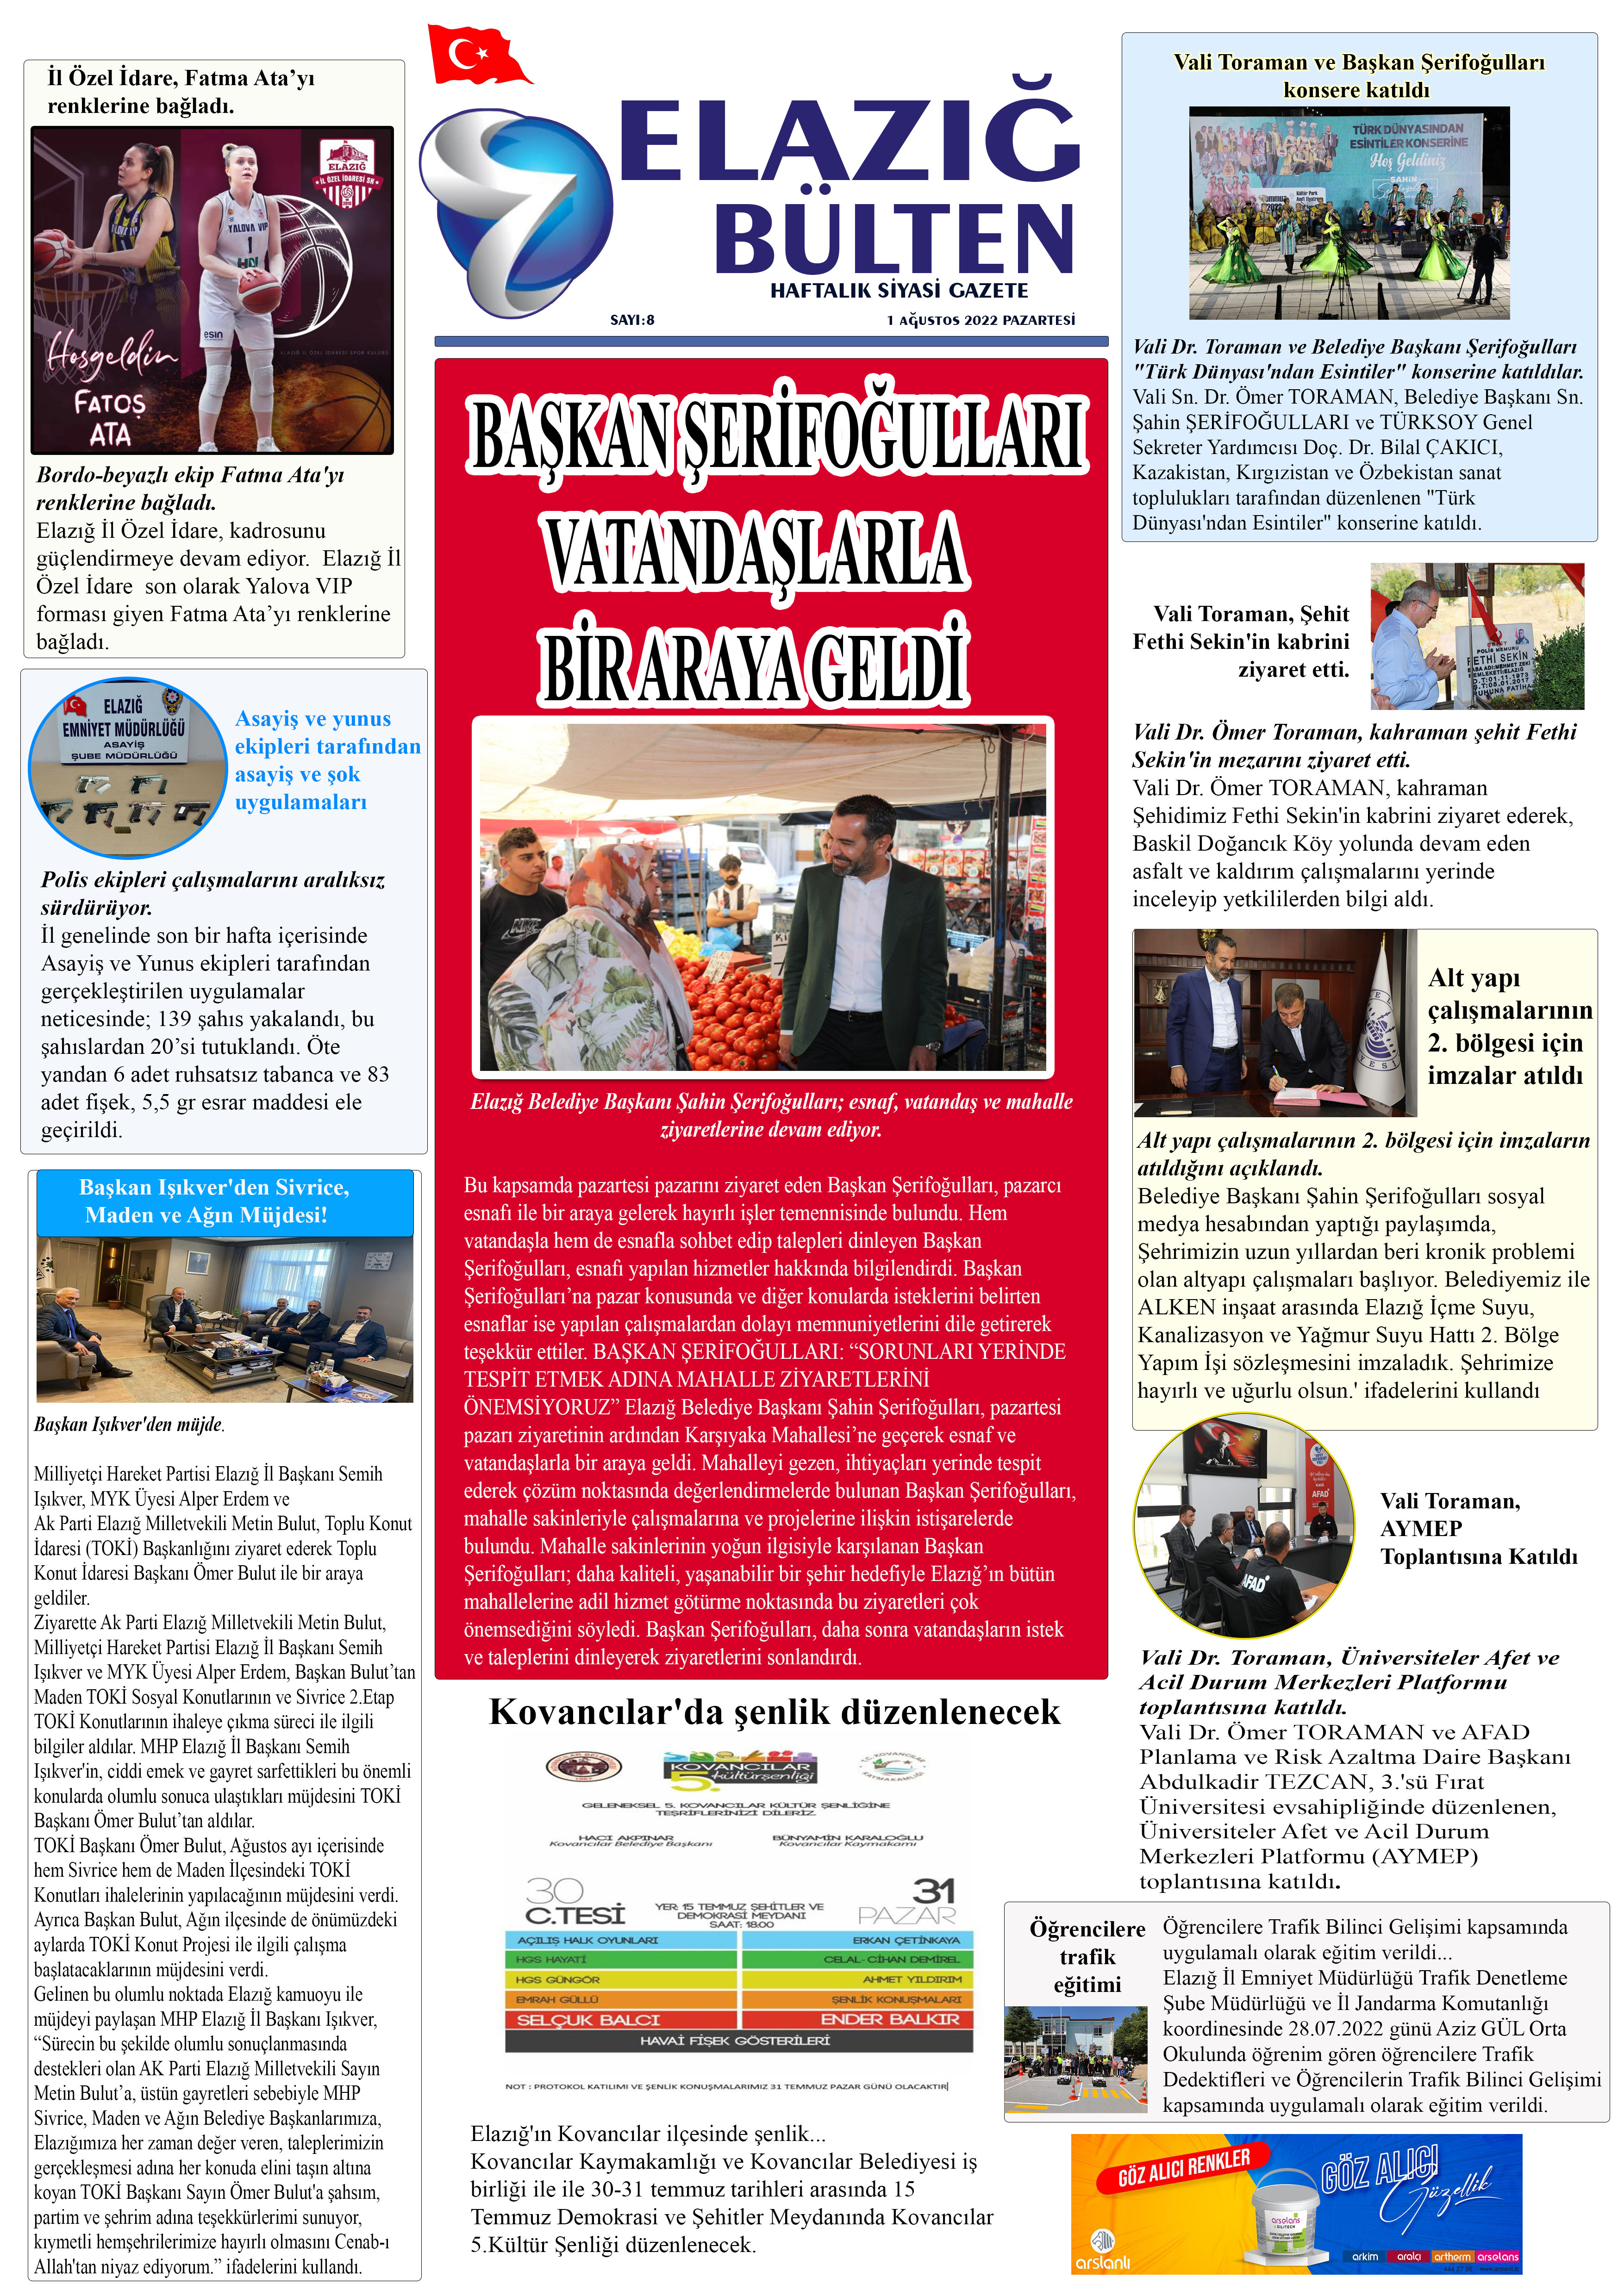 İl Özel İdare, Fatma Ata’yı
renklerine bağladı.
ELAZIĞ
İL ÖZEL İDARESİ SK
YALOVA VIP
1
Hoşgeldin
FATOŞ
ATA
esin
ELAZIĞ İL ÖZEL İDARESİ SPOR KULÜBÜ
Bordo-beyazlı ekip Fatma Ata'yı
renklerine bağladı.
Elazığ İl Özel İdare, kadrosunu
güçlendirmeye devam ediyor.  Elazığ İl
Özel İdare  son olarak Yalova VIP
forması giyen Fatma Ata’yı renklerine
bağladı.
ELAZIĞ
EMNİYET MÜDÜRLÜĞÜ
ASAYİŞ
ŞUBE MÜDÜRLÜĞÜ
Asayiş ve yunus
ekipleri tarafından
asayiş ve şok
uygulamaları
Polis ekipleri çalışmalarını aralıksız
sürdürüyor.
İl genelinde son bir hafta içerisinde
Asayiş ve Yunus ekipleri tarafından
gerçekleştirilen uygulamalar
neticesinde; 139 şahıs yakalandı, bu
şahıslardan 20’si tutuklandı. Öte
yandan 6 adet ruhsatsız tabanca ve 83
adet fişek, 5,5 gr esrar maddesi ele
geçirildi.
Başkan Işıkver'den Sivrice,
Maden ve Ağın Müjdesi!
Başkan Işıkver'den müjde.
Milliyetçi Hareket Partisi Elazığ İl Başkanı Semih
Işıkver, MYK Üyesi Alper Erdem ve
Ak Parti Elazığ Milletvekili Metin Bulut, Toplu Konut
İdaresi (TOKİ) Başkanlığını ziyaret ederek Toplu
Konut İdaresi Başkanı Ömer Bulut ile bir araya
geldiler.
Ziyarette Ak Parti Elazığ Milletvekili Metin Bulut,
Milliyetçi Hareket Partisi Elazığ İl Başkanı Semih
Işıkver ve MYK Üyesi Alper Erdem, Başkan Bulut’tan
Maden TOKİ Sosyal Konutlarının ve Sivrice 2.Etap
TOKİ Konutlarının ihaleye çıkma süreci ile ilgili
bilgiler aldılar. MHP Elazığ İl Başkanı Semih
Işıkver'in, ciddi emek ve gayret sarfettikleri bu önemli
konularda olumlu sonuca ulaştıkları müjdesini TOKİ
Başkanı Ömer Bulut’tan aldılar.
TOKİ Başkanı Ömer Bulut, Ağustos ayı içerisinde
hem Sivrice hem de Maden İlçesindeki TOKİ
Konutları ihalelerinin yapılacağının müjdesini verdi.
Ayrıca Başkan Bulut, Ağın ilçesinde de önümüzdeki
aylarda TOKİ Konut Projesi ile ilgili çalışma
başlatacaklarının müjdesini verdi.
Gelinen bu olumlu noktada Elazığ kamuoyu ile
müjdeyi paylaşan MHP Elazığ İl Başkanı Işıkver,
“Sürecin bu şekilde olumlu sonuçlanmasında
destekleri olan AK Parti Elazığ Milletvekili Sayın
Metin Bulut’a, üstün gayretleri sebebiyle MHP
Sivrice, Maden ve Ağın Belediye Başkanlarımıza,
Elazığımıza her zaman değer veren, taleplerimizin
gerçekleşmesi adına her konuda elini taşın altına
koyan TOKİ Başkanı Sayın Ömer Bulut'a şahsım,
partim ve şehrim adına teşekkürlerimi sunuyor,
kıymetli hemşehrilerimize hayırlı olmasını Cenab-ı
Allah'tan niyaz ediyorum.” ifadelerini kullandı.
ELAZIĞ
BÜLTEN
HAFTALIK SİYASİ GAZETE
SAYI:8
1 AĞUSTOS 2022 PAZARTESİ
BAŞKAN ŞERİFOĞULLARI
VATANDAŞLARLA
BİR ARAYA GELDİ
Elazığ Belediye Başkanı Şahin Şerifoğulları; esnaf, vatandaş ve mahalle
ziyaretlerine devam ediyor.
Bu kapsamda pazartesi pazarını ziyaret eden Başkan Şerifoğulları, pazarcı
esnafı ile bir araya gelerek hayırlı işler temennisinde bulundu. Hem
vatandaşla hem de esnafla sohbet edip talepleri dinleyen Başkan
Şerifoğulları, esnafı yapılan hizmetler hakkında bilgilendirdi. Başkan
Şerifoğulları’na pazar konusunda ve diğer konularda isteklerini belirten
esnaflar ise yapılan çalışmalardan dolayı memnuniyetlerini dile getirerek
teşekkür ettiler. BAŞKAN ŞERİFOĞULLARI: “SORUNLARI YERİNDE
TESPİT ETMEK ADINA MAHALLE ZİYARETLERİNİ
ÖNEMSİYORUZ” Elazığ Belediye Başkanı Şahin Şerifoğulları, pazartesi
pazarı ziyaretinin ardından Karşıyaka Mahallesi’ne geçerek esnaf ve
vatandaşlarla bir araya geldi. Mahalleyi gezen, ihtiyaçları yerinde tespit
ederek çözüm noktasında değerlendirmelerde bulunan Başkan Şerifoğulları,
mahalle sakinleriyle çalışmalarına ve projelerine ilişkin istişarelerde
bulundu. Mahalle sakinlerinin yoğun ilgisiyle karşılanan Başkan
Şerifoğulları; daha kaliteli, yaşanabilir bir şehir hedefiyle Elazığ’ın bütün
mahallelerine adil hizmet götürme noktasında bu ziyaretleri çok
önemsediğini söyledi. Başkan Şerifoğulları, daha sonra vatandaşların istek
ve taleplerini dinleyerek ziyaretlerini sonlandırdı.
Kovancılar'da şenlik düzenlenecek
KOVANCILAR
5. kültürşenliği
GELENEKSEL 5. KOVANCILAR KÜLTÜR ŞENLİĞİNE
TEŞRİFLERİNİZİ DİLERİZ.
HACI AKPINAR
Kovancılar Belediye Başkanı
BÜNYAMİN KARALOĞLU
Kovancılar Kaymakamı
30
C.TESİ
YER: 15 TEMMUZ ŞEHİTLER VE
DEMOKRASİ MEYDANI
SAAT: 18:00
31
PAZAR
AÇILIŞ HALK OYUNLARI
ERKAN ÇETİNKAYA
HGS HAYATİ
CELAL- CİHAN DEMİREL
HGS GÜNGÖR
AHMET YILDIRIM
EMRAH GÜLLÜ
ŞENLİK KONUŞMALARI
SELÇUK BALCI
ENDER BALKIR
HAVAİ FİŞEK GÖSTERİLERİ
NOT : PROTOKOL KATILIMI VE ŞENLİK KONUŞMALARIMIZ 31 TEMMUZ PAZAR GÜNÜ OLACAKTIR
Elazığ'ın Kovancılar ilçesinde şenlik...
Kovancılar Kaymakamlığı ve Kovancılar Belediyesi iş
birliği ile ile 30-31 temmuz tarihleri arasında 15
Temmuz Demokrasi ve Şehitler Meydanında Kovancılar
5.Kültür Şenliği düzenlenecek.
Vali Toraman ve Başkan Şerifoğulları
konsere katıldı
TÜRK DÜNYASINDAN
ESİNTİLER KONSERİNE
Hoş Geldiniz
ŞAHİN
Vali Dr. Toraman ve Belediye Başkanı Şerifoğulları
"Türk Dünyası'ndan Esintiler" konserine katıldılar.
Vali Sn. Dr. Ömer TORAMAN, Belediye Başkanı Sn.
Şahin ŞERİFOĞULLARI ve TÜRKSOY Genel
Sekreter Yardımcısı Doç. Dr. Bilal ÇAKICI,
Kazakistan, Kırgızistan ve Özbekistan sanat
toplulukları tarafından düzenlenen "Türk
Dünyası'ndan Esintiler" konserine katıldı.
Vali Toraman, Şehit
Fethi Sekin'in kabrini
ziyaret etti.
POLİS MEMURU
FETHİ SEKİN
BABA ADI:MEHMET ZEKİ
MEMLEKETİ:ELAZIĞ
D.T:01.11.1973
Ö.T:05.01.2017
RUHUNA FATİHA
Vali Dr. Ömer Toraman, kahraman şehit Fethi
Sekin'in mezarını ziyaret etti.
Vali Dr. Ömer TORAMAN, kahraman
Şehidimiz Fethi Sekin'in kabrini ziyaret ederek,
Baskil Doğancık Köy yolunda devam eden
asfalt ve kaldırım çalışmalarını yerinde
inceleyip yetkililerden bilgi aldı.
Alt yapı
çalışmalarının
2. bölgesi için
imzalar atıldı
Alt yapı çalışmalarının 2. bölgesi için imzaların
atıldığını açıklandı.
Belediye Başkanı Şahin Şerifoğulları sosyal
medya hesabından yaptığı paylaşımda,
Şehrimizin uzun yıllardan beri kronik problemi
olan altyapı çalışmaları başlıyor. Belediyemiz ile
ALKEN inşaat arasında Elazığ İçme Suyu,
Kanalizasyon ve Yağmur Suyu Hattı 2. Bölge
Yapım İşi sözleşmesini imzaladık. Şehrimize
hayırlı ve uğurlu olsun.' ifadelerini kullandı
AFAD
AFAD
Vali Toraman,
AYMEP
Toplantısına Katıldı
Vali Dr. Toraman, Üniversiteler Afet ve
Acil Durum Merkezleri Platformu
toplantısına katıldı.
Vali Dr. Ömer TORAMAN ve AFAD
Planlama ve Risk Azaltma Daire Başkanı
Abdulkadir TEZCAN, 3.'sü Fırat
Üniversitesi evsahipliğinde düzenlenen,
Üniversiteler Afet ve Acil Durum
Merkezleri Platformu (AYMEP)
toplantısına katıldı.
Öğrencilere
trafik
eğitimi
Öğrencilere Trafik Bilinci Gelişimi kapsamında
uygulamalı olarak eğitim verildi...
Elazığ İl Emniyet Müdürlüğü Trafik Denetleme
Şube Müdürlüğü ve İl Jandarma Komutanlığı
koordinesinde 28.07.2022 günü Aziz GÜL Orta
Okulunda öğrenim gören öğrencilere Trafik
Dedektifleri ve Öğrencilerin Trafik Bilinci Gelişimi
kapsamında uygulamalı olarak eğitim verildi.
GÖZ ALICI RENKLER
GÖZ ALICI
Güzellik
arslanlı
arselans
arkim aralçı artherm arselans